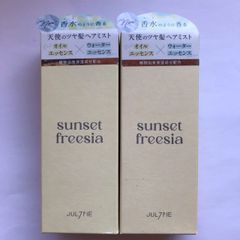 香水のように香る
天使のツヤ髪ヘアミスト
オイル
エッセンス
×
ウォーター
エッセンス
sunset
freesia
JUL7ME
香水のように香る
天使のツヤ髪ヘアミスト
オイル
エッセンス
×
ウォーター
エッセンス
sunset
freesia
JUL7ME